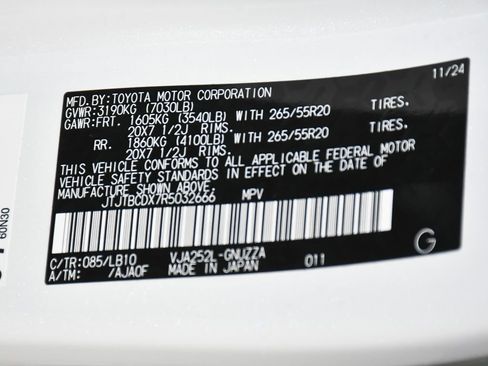 MFD.BY:TOYOTA MOTOR CORPORATION 11/24
GVWR:3190KG (7030LB)
GAWR:FRT. 1605KG (3540LB) WITH 265/55R20 TIRES.
20X7 1/2J RIMS.
RR. 1860KG (4100LB) WITH 265/55R20 TIRES.
20X7 1/2J RIMS.
THIS VEHICLE CONFORMS TO ALL APPLICABLE FEDERAL MOTOR
VEHICLE SAFETY STANDARDS IN EFFECT ON THE DATE OF
MANUFACTURE SHOWN ABOVE.
JTJTBCDX7R5032666 MPV
C/TR:085/LB10 VJA252L-GNUZZA
A/TM: /AJA0F MADE IN JAPAN 011
G
60N30